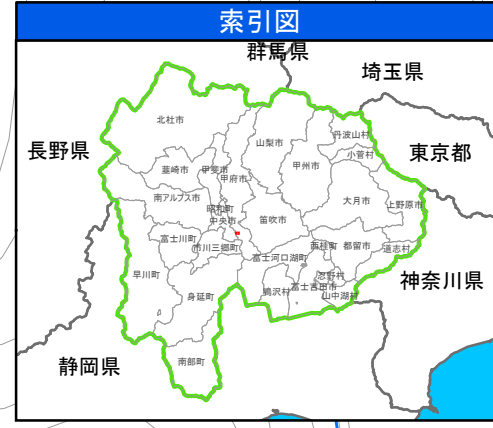 索引図
群馬県
埼玉県
長野県
東京都
神奈川県
静岡県
北杜市
丹波山村
山梨市
小菅村
韮崎市
甲斐市
甲州市
甲府市
南アルプス市
大月市
上野原市
昭和町
中央市
笛吹市
富士川町
市川三郷町
西桂町
都留市
道志村
富士河口湖町
早川町
忍野村
身延町
鳴沢村
富士吉田市
山中湖村
南部町